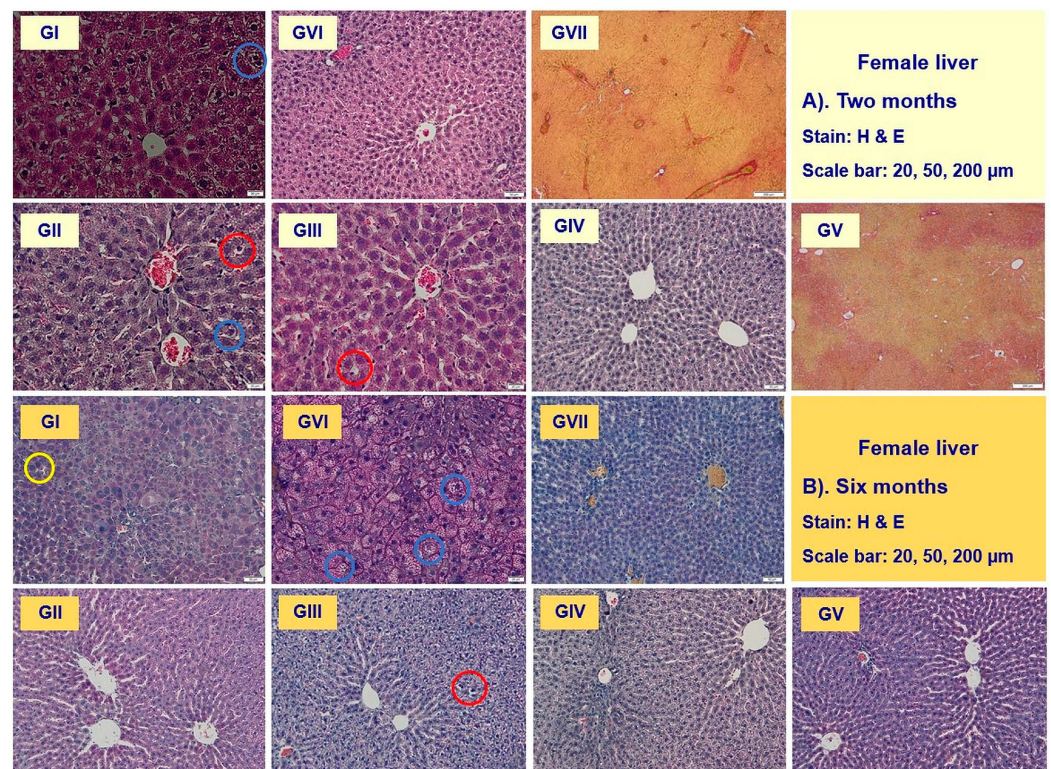 GI
GVI
GVII
Female liver
A). Two months
Stain: H & E
Scale bar: 20, 50, 200 µm
GII
GIII
GIV
GV
GI
GVI
GVII
Female liver
B). Six months
Stain: H & E
Scale bar: 20, 50, 200 µm
GII
GIII
GIV
GV